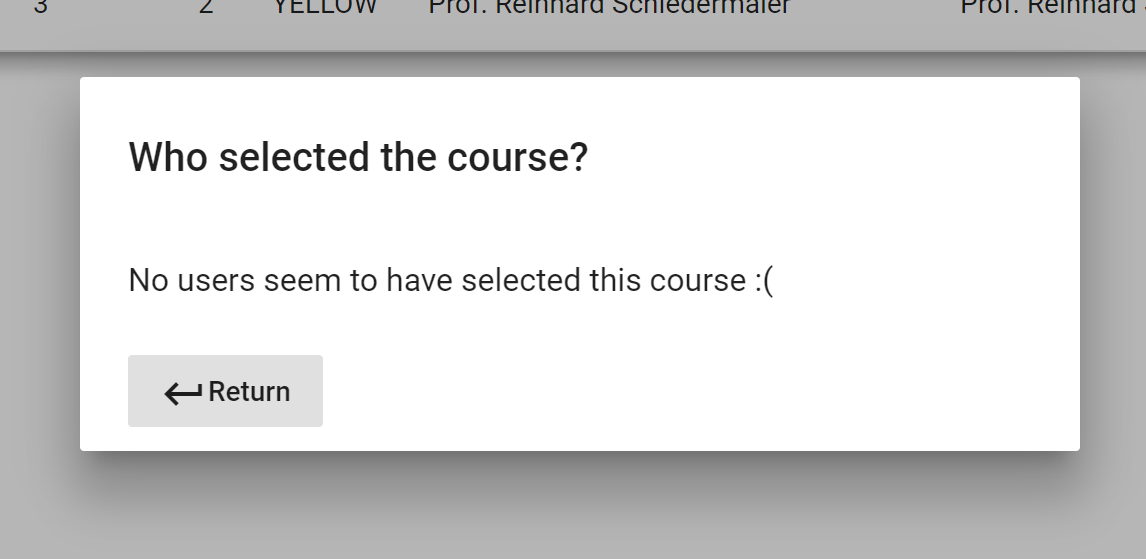 3 2 YELLOW Prof. Reinhard Schiedermaier Prof. Reinhard
Who selected the course?
No users seem to have selected this course :(
Return